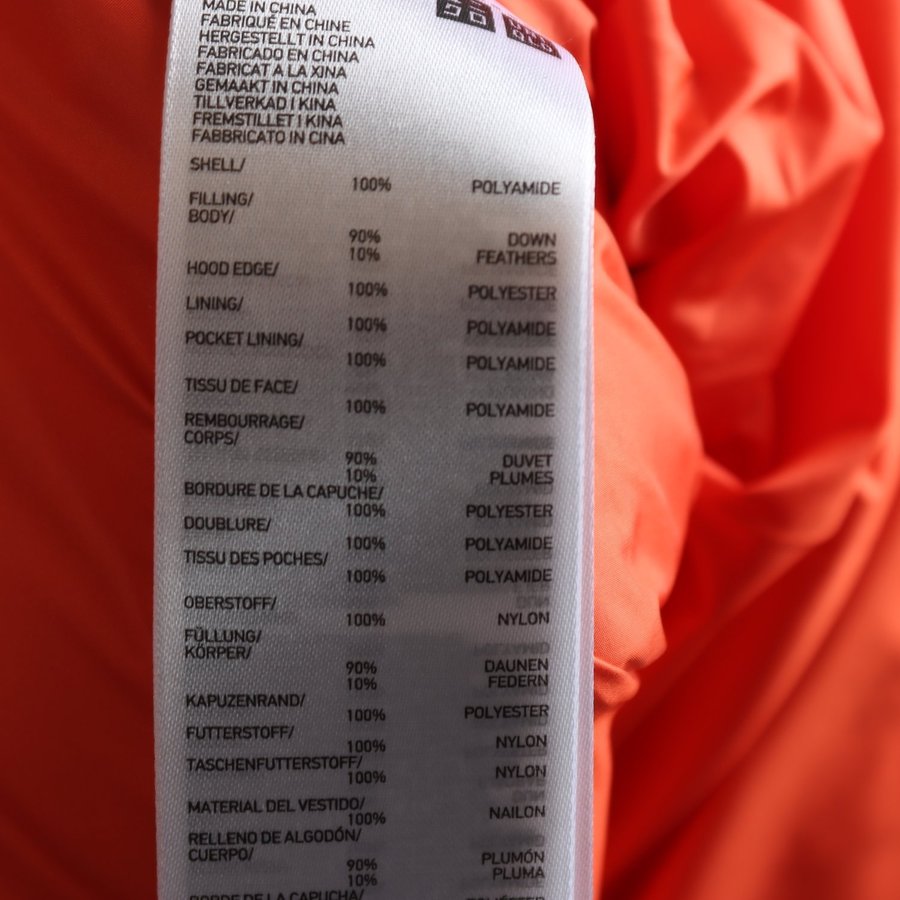 MADE IN CHINA
FABRIQUÉ EN CHINE
HERGESTELLT IN CHINA
FABRICADO EN CHINA
FABRICAT A LA XINA
GEMAAKT IN CHINA
TILLVERKAD I KINA
FREMSTILLET I KINA
FABBRICATO IN CINA
SHELL/
100% POLYAMIDE
FILLING/
BODY/
90% DOWN
10% FEATHERS
HOOD EDGE/
100% POLYESTER
LINING/
100% POLYAMIDE
POCKET LINING/
100% POLYAMIDE
TISSU DE FACE/
100% POLYAMIDE
REMBOURRAGE/
CORPS/
90% DUVET
10% PLUMES
BORDURE DE LA CAPUCHE/
100% POLYESTER
DOUBLURE/
100% POLYAMIDE
TISSU DES POCHES/
100% POLYAMIDE
OBERSTOFF/
100% NYLON
FÜLLUNG/
KÖRPER/
90% DAUNEN
10% FEDERN
KAPUZENRAND/
100% POLYESTER
FUTTERSTOFF/
100% NYLON
TASCHENFUTTERSTOFF/
100% NYLON
MATERIAL DEL VESTIDO/
100% NAILON
RELLENO DE ALGODÓN/
CUERPO/
90% PLUMÓN
10% PLUMA
BORDE DE LA CAPUCHA/
POLIÉSTER